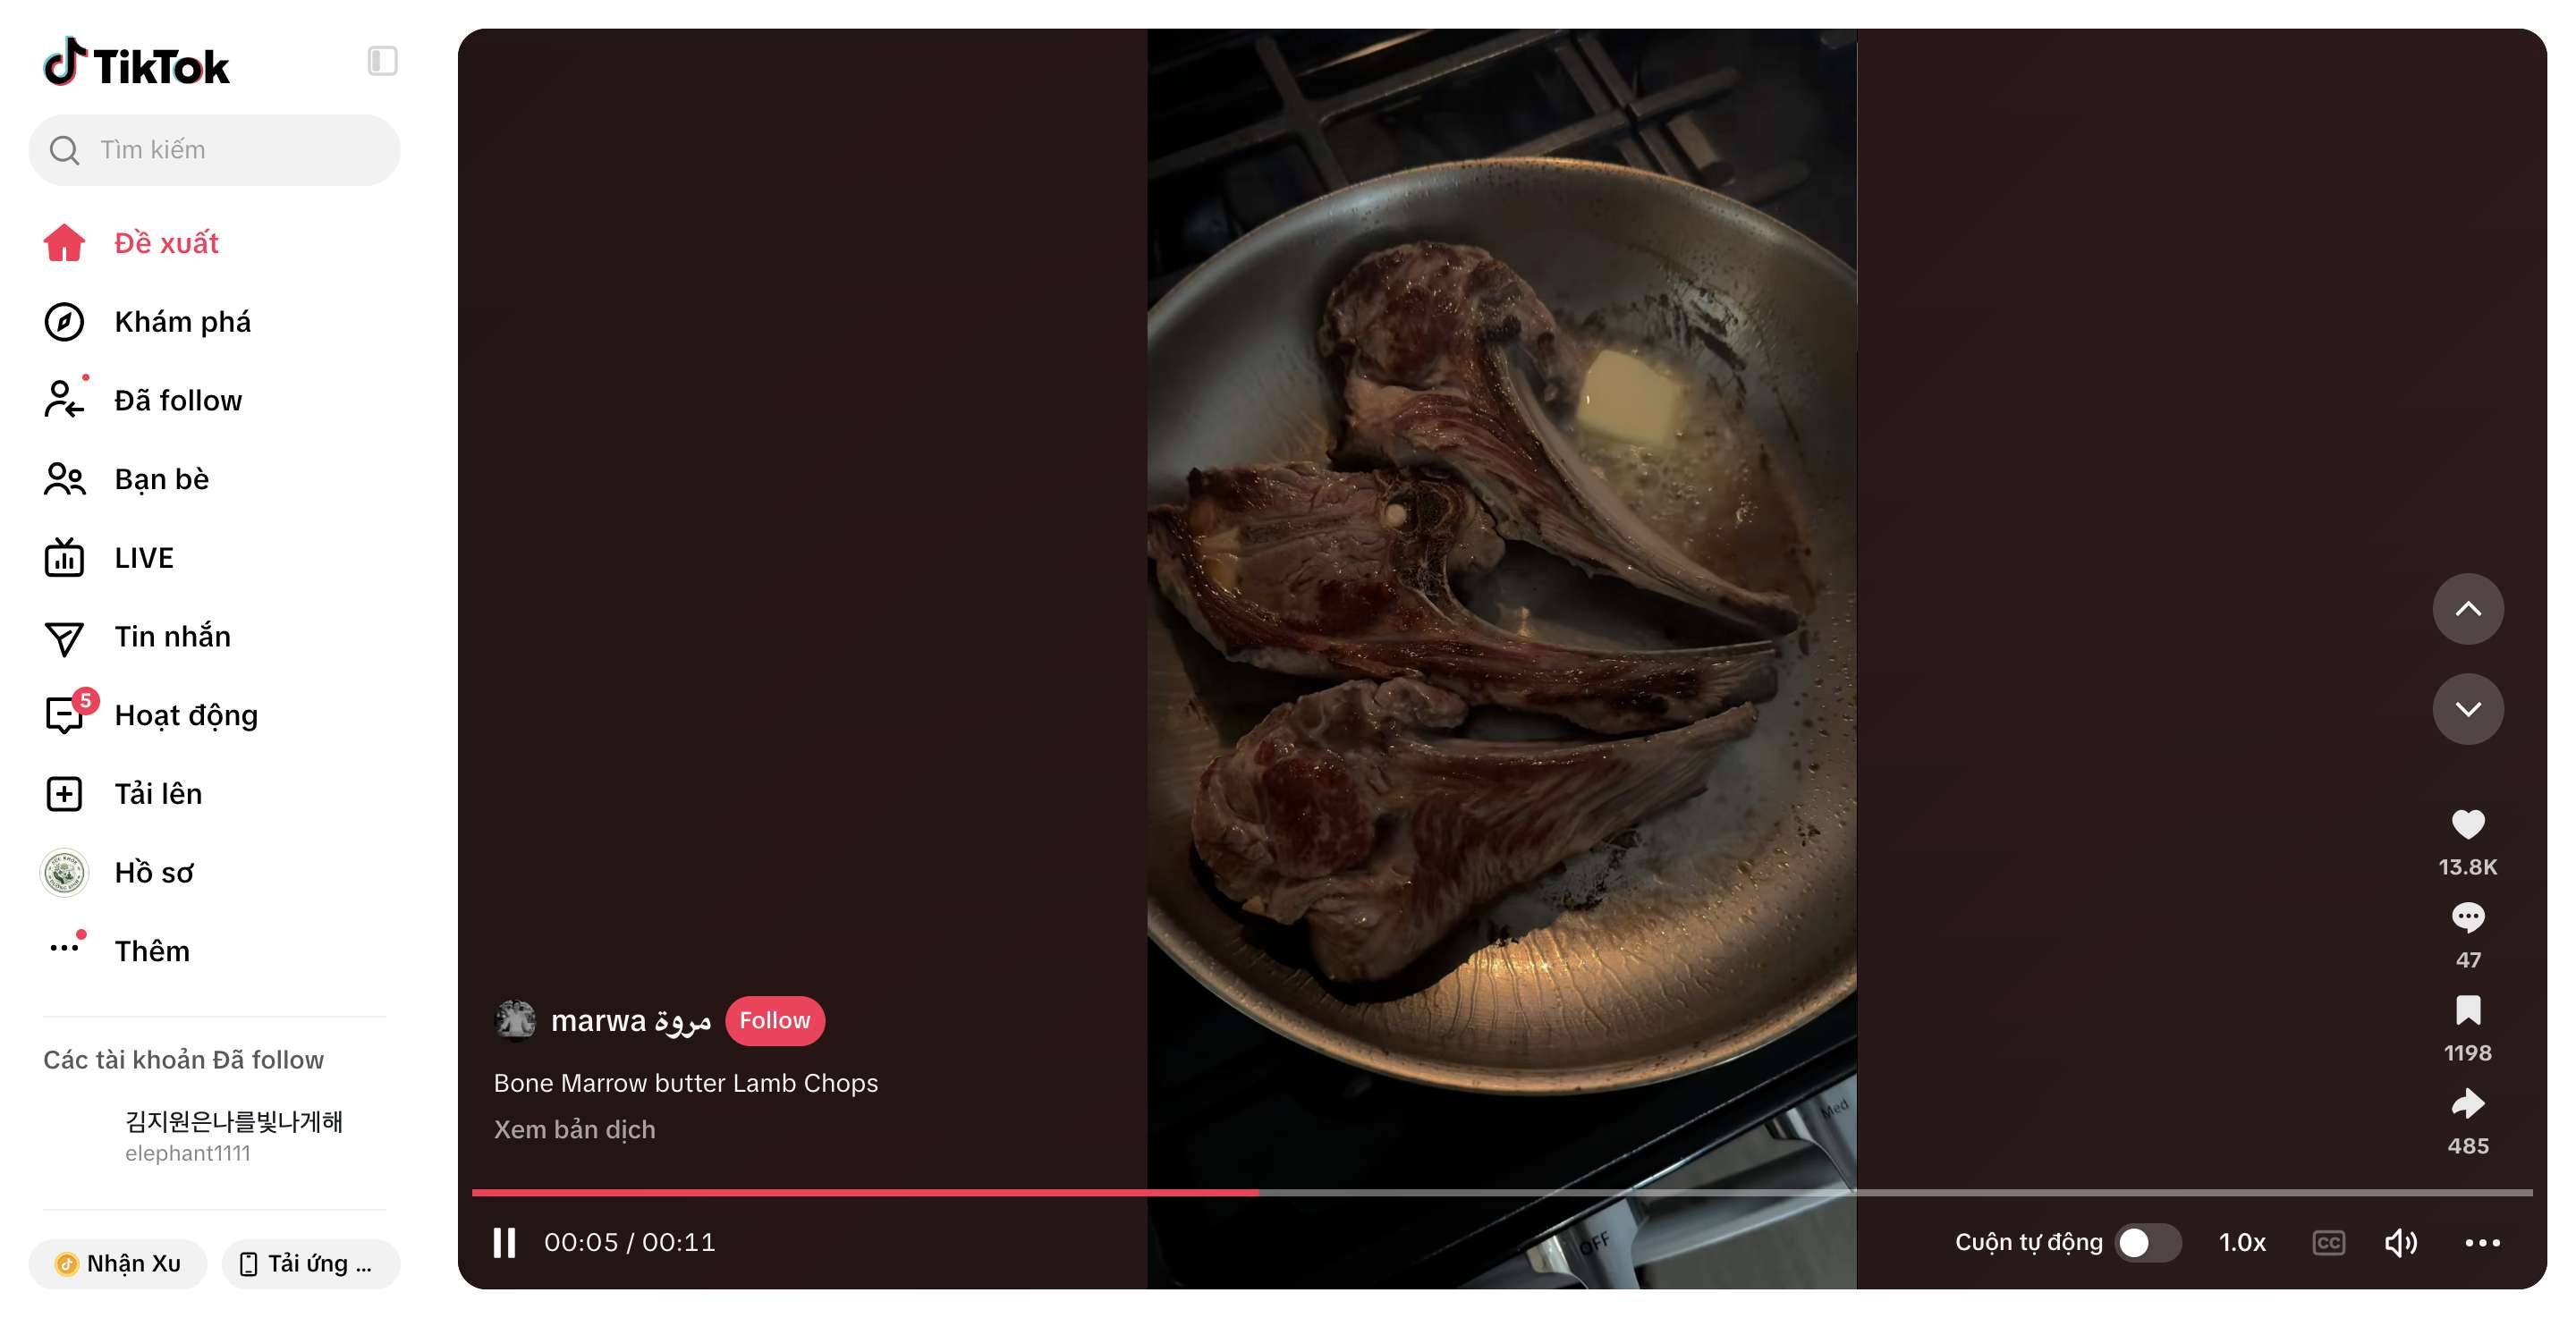 TikTok
Tìm kiếm
Đề xuất
Khám phá
Đã follow
Bạn bè
LIVE
Tin nhắn
5
Hoạt động
Tải lên
Hồ sơ
Thêm
Các tài khoản Đã follow
김지원은나를빛나게해
elephant1111
Nhận Xu
Tải ứng ...
marwa مروة
Follow
Bone Marrow butter Lamb Chops
Xem bản dịch
00:05 / 00:11
Med
OFF
13.8K
47
1198
485
Cuộn tự động
1.0x
CC